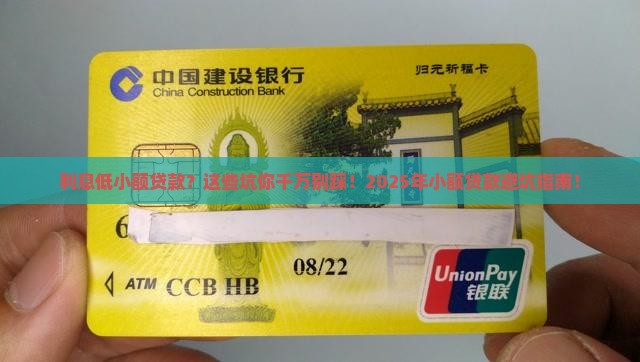 中国建设银行
China Construction Bank
归元祈福卡
利息低小额贷款？这些坑你千万别踩！2025年小额贷款避坑指南！
6
08/22
ATM CCB HB
UnionPay
银联